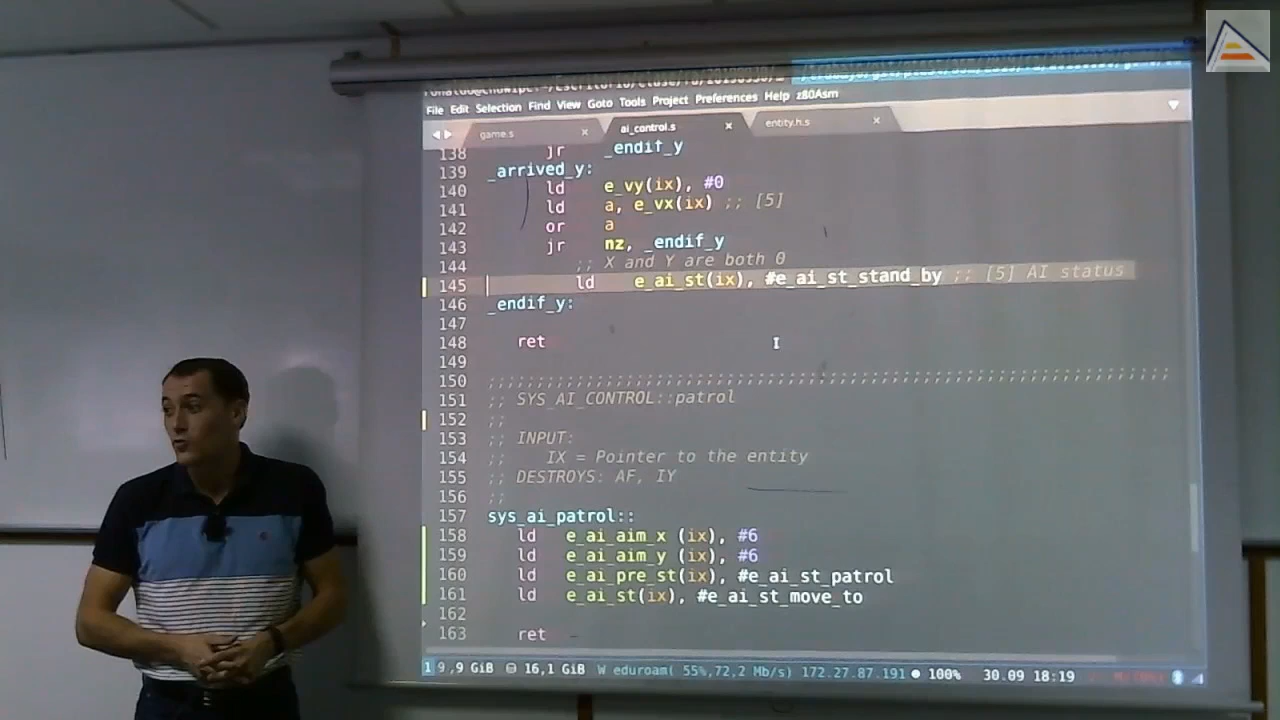 File Edit Selection Find View Goto Tools Project Preferences Help z80Asm
game.s ai_control.s entity.h.s
138 jr _endif_y
139 _arrived_y:
140 ld e_vy(ix), #0
141 ld a, e_vx(ix) ;; [5]
142 or a
143 jr nz, _endif_y
144 ;; X and Y are both 0
145 ld e_ai_st(ix), #e_ai_st_stand_by ;; [5] AI status
146 _endif_y:
147
148 ret
149
150 ;;;;;;;;;;;;;;;;;;;;;;;;;;;;;;;;;;;;;;;;;;;;;;;;;;;;;;;;;;;;;;;;;;;;;;
151 ;; SYS_AI_CONTROL::patrol
152 ;;
153 ;; INPUT:
154 ;; IX = Pointer to the entity
155 ;; DESTROYS: AF, IY
156 ;;
157 sys_ai_patrol::
158 ld e_ai_aim_x (ix), #6
159 ld e_ai_aim_y (ix), #6
160 ld e_ai_pre_st(ix), #e_ai_st_patrol
161 ld e_ai_st(ix), #e_ai_st_move_to
162
163 ret
1 9,9 GiB 16,1 GiB W eduroam( 55%,72,2 Mb/s) 172.27.87.191 100% 30.09 18:19